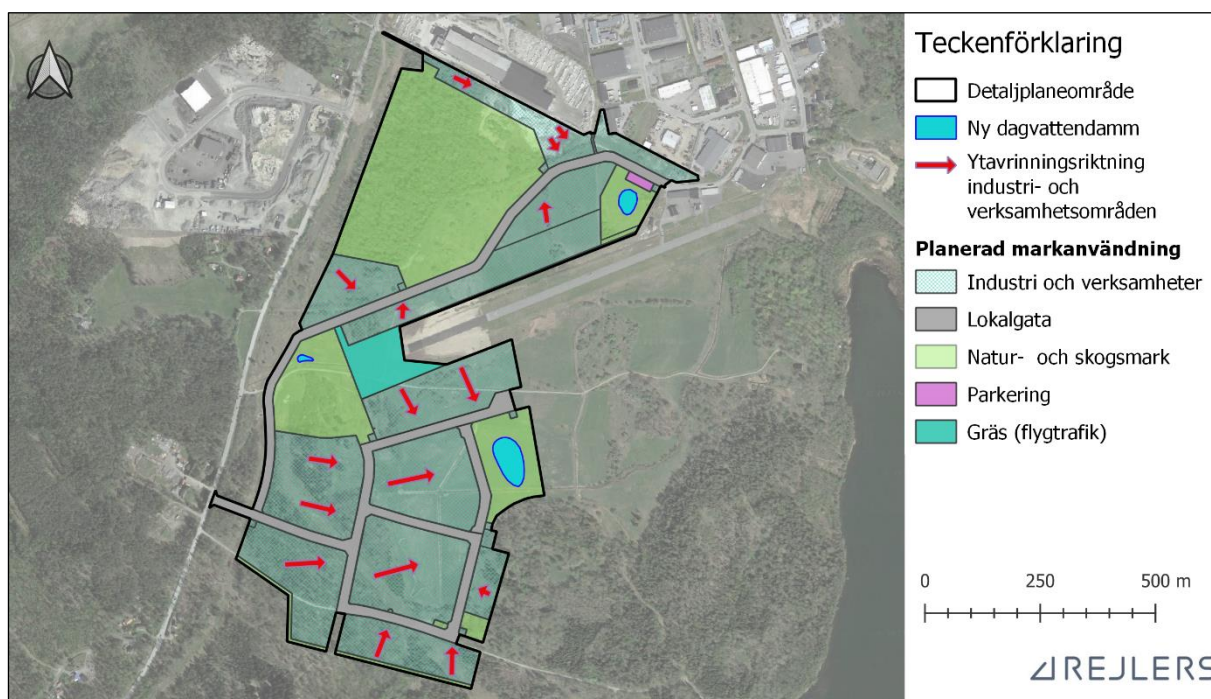 Teckenförklaring
Detaljplaneområde
Ny dagvattendamm
Ytavrinningsriktning
industri- och
verksamhetsområden
Planerad markanvändning
Industri och verksamheter
Lokalgata
Natur- och skogsmark
Parkering
Gräs (flygtrafik)
0 250 500 m
REJLERS